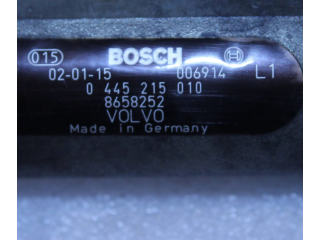 015 BOSCH
02-01-15 006914 L1
0 445 215 010
8658252
VOLVO
Made in Germany